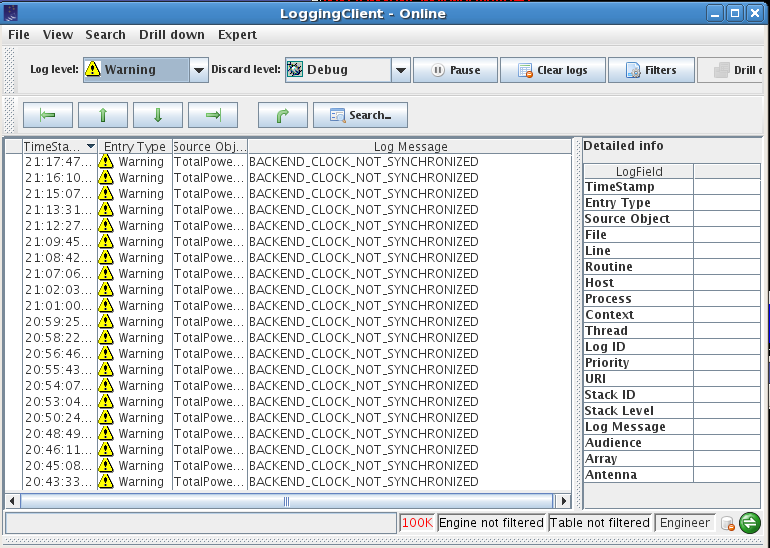 LoggingClient - Online
File View Search Drill down Expert
Log level: Warning Discard level: Debug Pause Clear logs Filters Drill
Search...
TimeSta... Entry Type Source Obj... Log Message
21:17:47... Warning TotalPowe... BACKEND_CLOCK_NOT_SYNCHRONIZED
21:16:10... Warning TotalPowe... BACKEND_CLOCK_NOT_SYNCHRONIZED
21:15:07... Warning TotalPowe... BACKEND_CLOCK_NOT_SYNCHRONIZED
21:13:31... Warning TotalPowe... BACKEND_CLOCK_NOT_SYNCHRONIZED
21:12:27... Warning TotalPowe... BACKEND_CLOCK_NOT_SYNCHRONIZED
21:09:45... Warning TotalPowe... BACKEND_CLOCK_NOT_SYNCHRONIZED
21:08:42... Warning TotalPowe... BACKEND_CLOCK_NOT_SYNCHRONIZED
21:07:06... Warning TotalPowe... BACKEND_CLOCK_NOT_SYNCHRONIZED
21:02:03... Warning TotalPowe... BACKEND_CLOCK_NOT_SYNCHRONIZED
21:01:00... Warning TotalPowe... BACKEND_CLOCK_NOT_SYNCHRONIZED
20:59:25... Warning TotalPowe... BACKEND_CLOCK_NOT_SYNCHRONIZED
20:58:22... Warning TotalPowe... BACKEND_CLOCK_NOT_SYNCHRONIZED
20:56:46... Warning TotalPowe... BACKEND_CLOCK_NOT_SYNCHRONIZED
20:55:43... Warning TotalPowe... BACKEND_CLOCK_NOT_SYNCHRONIZED
20:54:07... Warning TotalPowe... BACKEND_CLOCK_NOT_SYNCHRONIZED
20:53:04... Warning TotalPowe... BACKEND_CLOCK_NOT_SYNCHRONIZED
20:50:24... Warning TotalPowe... BACKEND_CLOCK_NOT_SYNCHRONIZED
20:48:49... Warning TotalPowe... BACKEND_CLOCK_NOT_SYNCHRONIZED
20:46:11... Warning TotalPowe... BACKEND_CLOCK_NOT_SYNCHRONIZED
20:45:08... Warning TotalPowe... BACKEND_CLOCK_NOT_SYNCHRONIZED
20:43:33... Warning TotalPowe... BACKEND_CLOCK_NOT_SYNCHRONIZED
Detailed info
LogField
TimeStamp
Entry Type
Source Object
File
Line
Routine
Host
Process
Context
Thread
Log ID
Priority
URI
Stack ID
Stack Level
Log Message
Audience
Array
Antenna
100K Engine not filtered Table not filtered Engineer